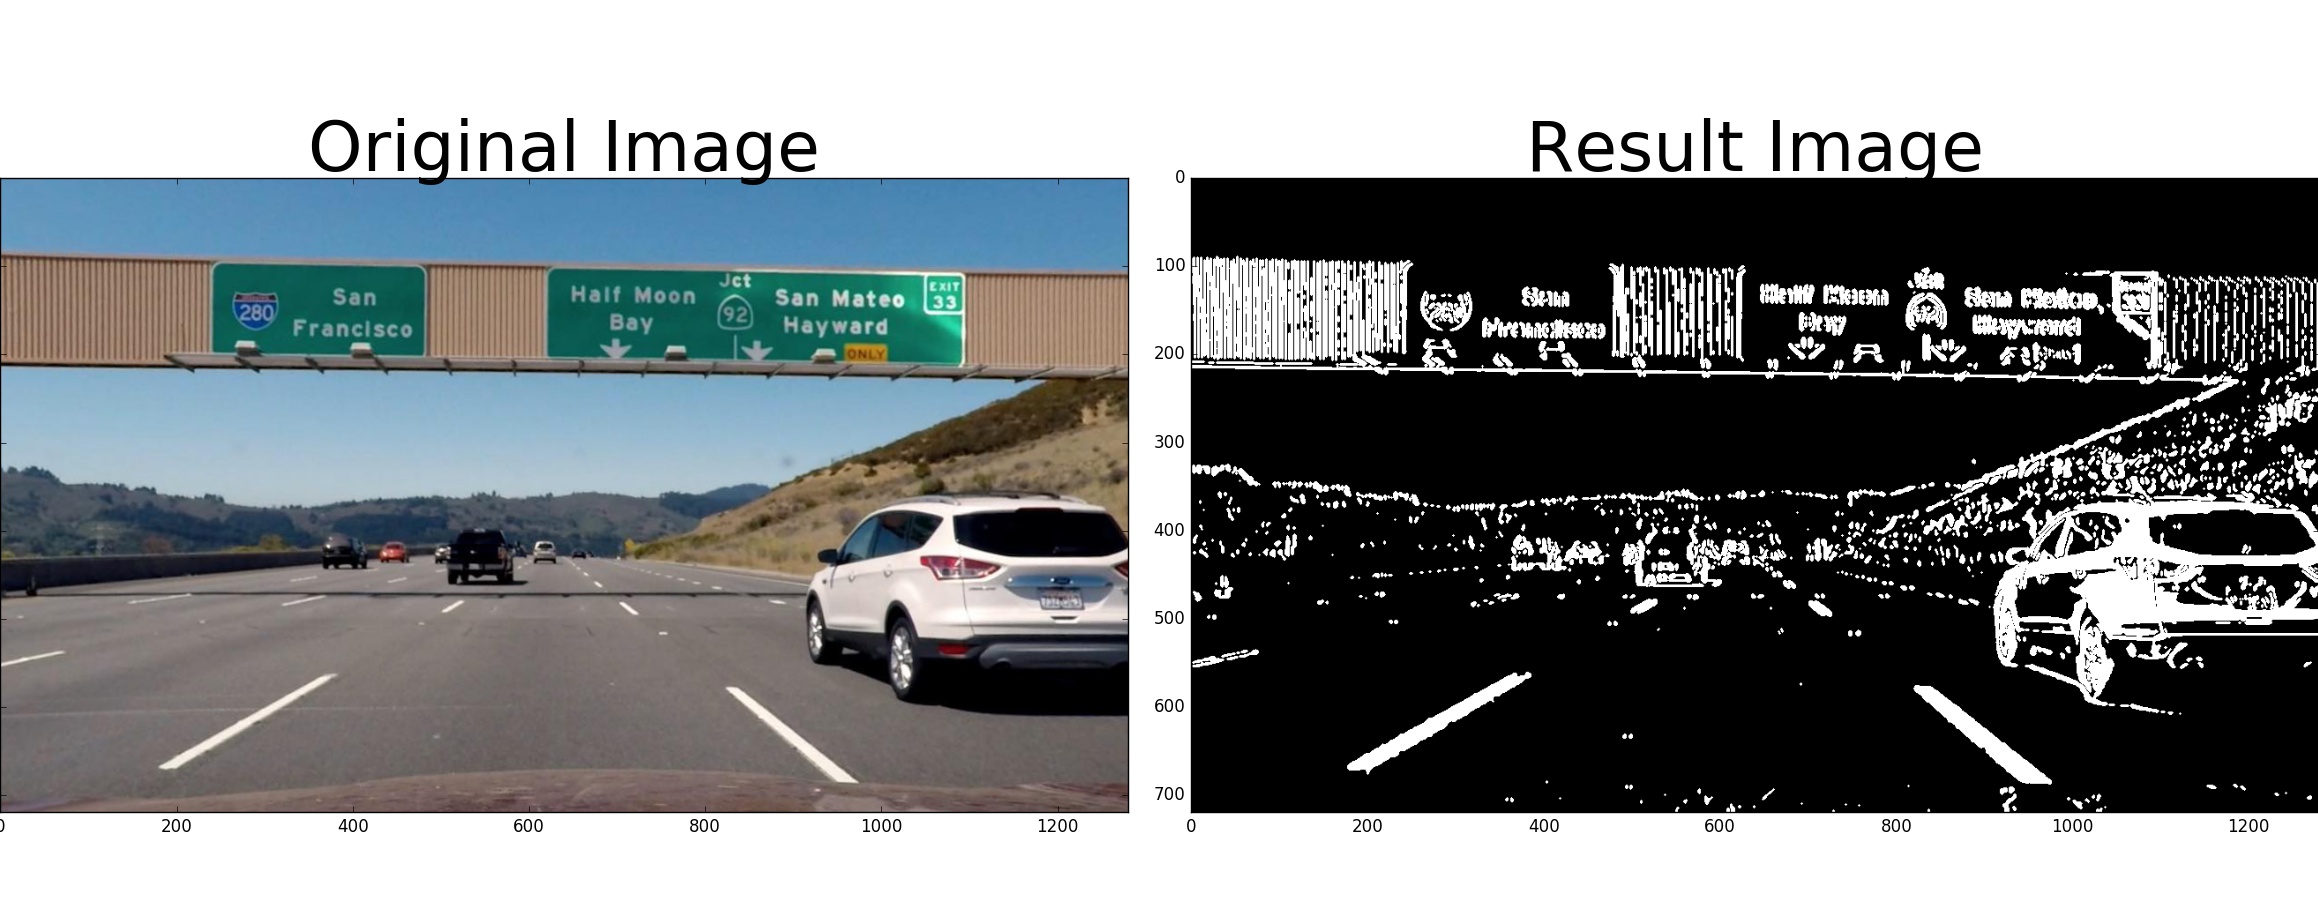 Original Image
Result Image
San
Francisco
280
Half Moon
Bay
Jct
92
San Mateo
Hayward
EXIT
33
ONLY
0
100
200
300
400
500
600
700
0 200 400 600 800 1000 1200
0 200 400 600 800 1000 1200